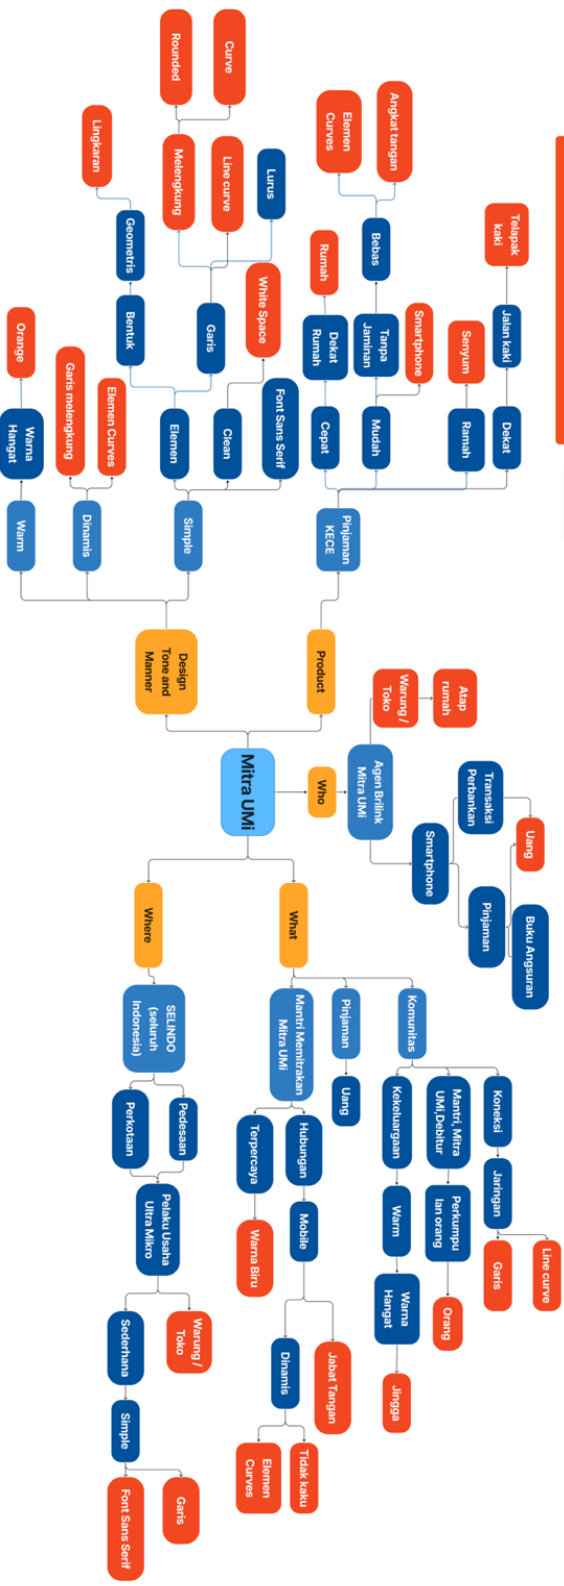 Telapak
kaki
Jalan kaki
Dekat
Senyum
Ramah
Angkat tangan
Elemen
Curves
Bebas
Tanpa
Jaminan
Smartphone
Mudah
Rumah
Dekat
Rumah
Cepat
Pinjaman
KECE
Product
Curve
Rounded
Melengkung
Line curve
Lurus
Garis
White Space
Font Sans Serif
Clean
Lingkaran
Geometris
Bentuk
Elemen
Simple
Elemen Curves
Garis melengkung
Dinamis
Orange
Warna
Hangat
Warm
Design
Tone and
Manner
Mitra UMi
Who
Agen Brilink
Mitra UMi
Warung /
Toko
Atap
rumah
Smartphone
Transaksi
Perbankan
Uang
Pinjaman
Buku Angsuran
What
Komunitas
Koneksi
Jaringan
Line curve
Garis
Mantri, Mitra
UMi,Debitur
Perkumpu
lan orang
Orang
Kekeluargaan
Warm
Warna
Hangat
Jingga
Pinjaman
Uang
Mantri Memitrakan
Mitra UMi
Hubungan
Mobile
Jabat Tangan
Dinamis
Tidak kaku
Elemen
Curves
Terpercaya
Warna Biru
Where
SELINDO
(seluruh
Indonesia)
Pedesaan
Perkotaan
Pelaku Usaha
Ultra Mikro
Warung /
Toko
Sederhana
Simple
Garis
Font Sans Serif